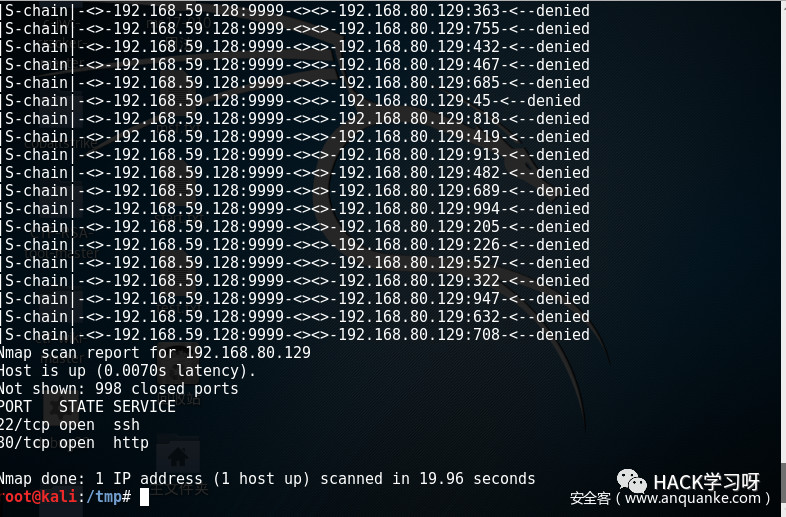 |S-chain|-<>-192.168.59.128:9999-<><>-192.168.80.129:363-<--denied
|S-chain|-<>-192.168.59.128:9999-<><>-192.168.80.129:755-<--denied
|S-chain|-<>-192.168.59.128:9999-<><>-192.168.80.129:432-<--denied
|S-chain|-<>-192.168.59.128:9999-<><>-192.168.80.129:467-<--denied
|S-chain|-<>-192.168.59.128:9999-<><>-192.168.80.129:685-<--denied
|S-chain|-<>-192.168.59.128:9999-<><>-192.168.80.129:45-<--denied
|S-chain|-<>-192.168.59.128:9999-<><>-192.168.80.129:818-<--denied
|S-chain|-<>-192.168.59.128:9999-<><>-192.168.80.129:419-<--denied
|S-chain|-<>-192.168.59.128:9999-<><>-192.168.80.129:913-<--denied
|S-chain|-<>-192.168.59.128:9999-<><>-192.168.80.129:482-<--denied
|S-chain|-<>-192.168.59.128:9999-<><>-192.168.80.129:689-<--denied
|S-chain|-<>-192.168.59.128:9999-<><>-192.168.80.129:994-<--denied
|S-chain|-<>-192.168.59.128:9999-<><>-192.168.80.129:205-<--denied
|S-chain|-<>-192.168.59.128:9999-<><>-192.168.80.129:226-<--denied
|S-chain|-<>-192.168.59.128:9999-<><>-192.168.80.129:527-<--denied
|S-chain|-<>-192.168.59.128:9999-<><>-192.168.80.129:322-<--denied
|S-chain|-<>-192.168.59.128:9999-<><>-192.168.80.129:947-<--denied
|S-chain|-<>-192.168.59.128:9999-<><>-192.168.80.129:632-<--denied
|S-chain|-<>-192.168.59.128:9999-<><>-192.168.80.129:708-<--denied
Nmap scan report for 192.168.80.129
Host is up (0.0070s latency).
Not shown: 998 closed ports
PORT   STATE SERVICE
22/tcp open  ssh
80/tcp open  http
Nmap done: 1 IP address (1 host up) scanned in 19.96 seconds
root@kali:/tmp#
HACK学习呀
安全客（www.anquanke.com）